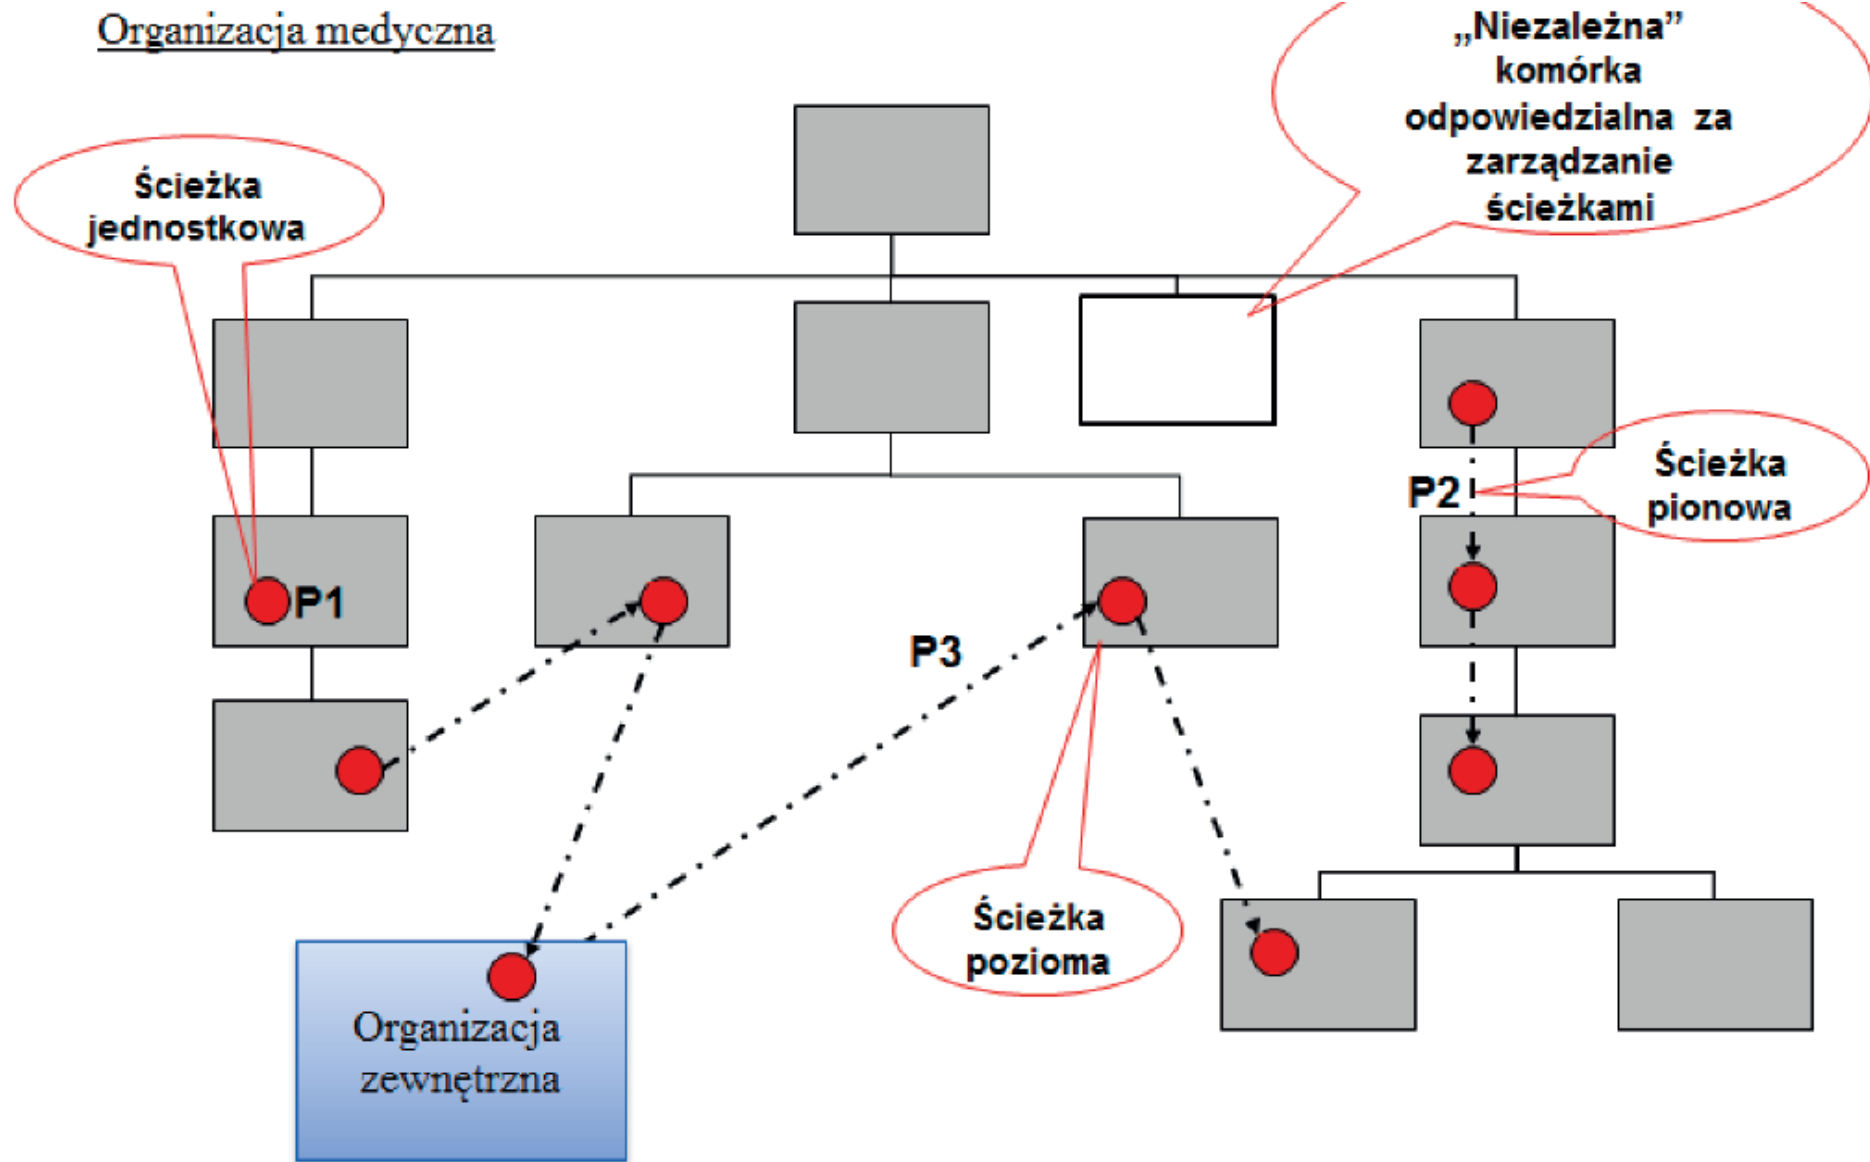 Organizacja medyczna
„Niezależna”
komórka
odpowiedzialna za
zarządzanie
ścieżkami
Ścieżka
jednostkowa
Ścieżka
pionowa
P2
P1
P3
Ścieżka
pozioma
Organizacja
zewnętrzna